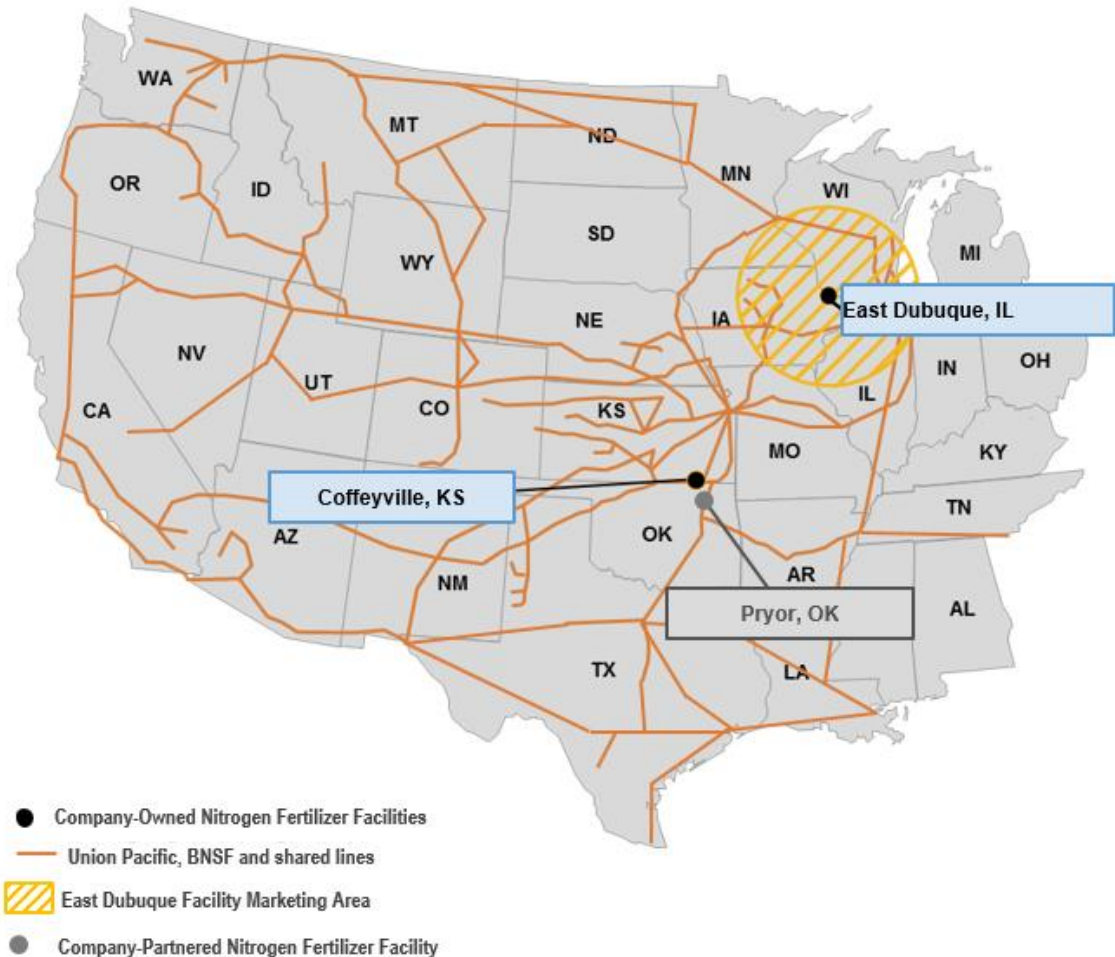 WA
MT
ND
MN
OR
ID
WI
SD
MI
WY
IA
East Dubuque, IL
NE
NV
OH
IN
UT
IL
CA
CO
KS
MO
KY
Coffeyville, KS
TN
AZ
OK
AR
NM
AL
Pryor, OK
TX
LA
Company-Owned Nitrogen Fertilizer Facilities
Union Pacific, BNSF and shared lines
East Dubuque Facility Marketing Area
Company-Partnered Nitrogen Fertilizer Facility